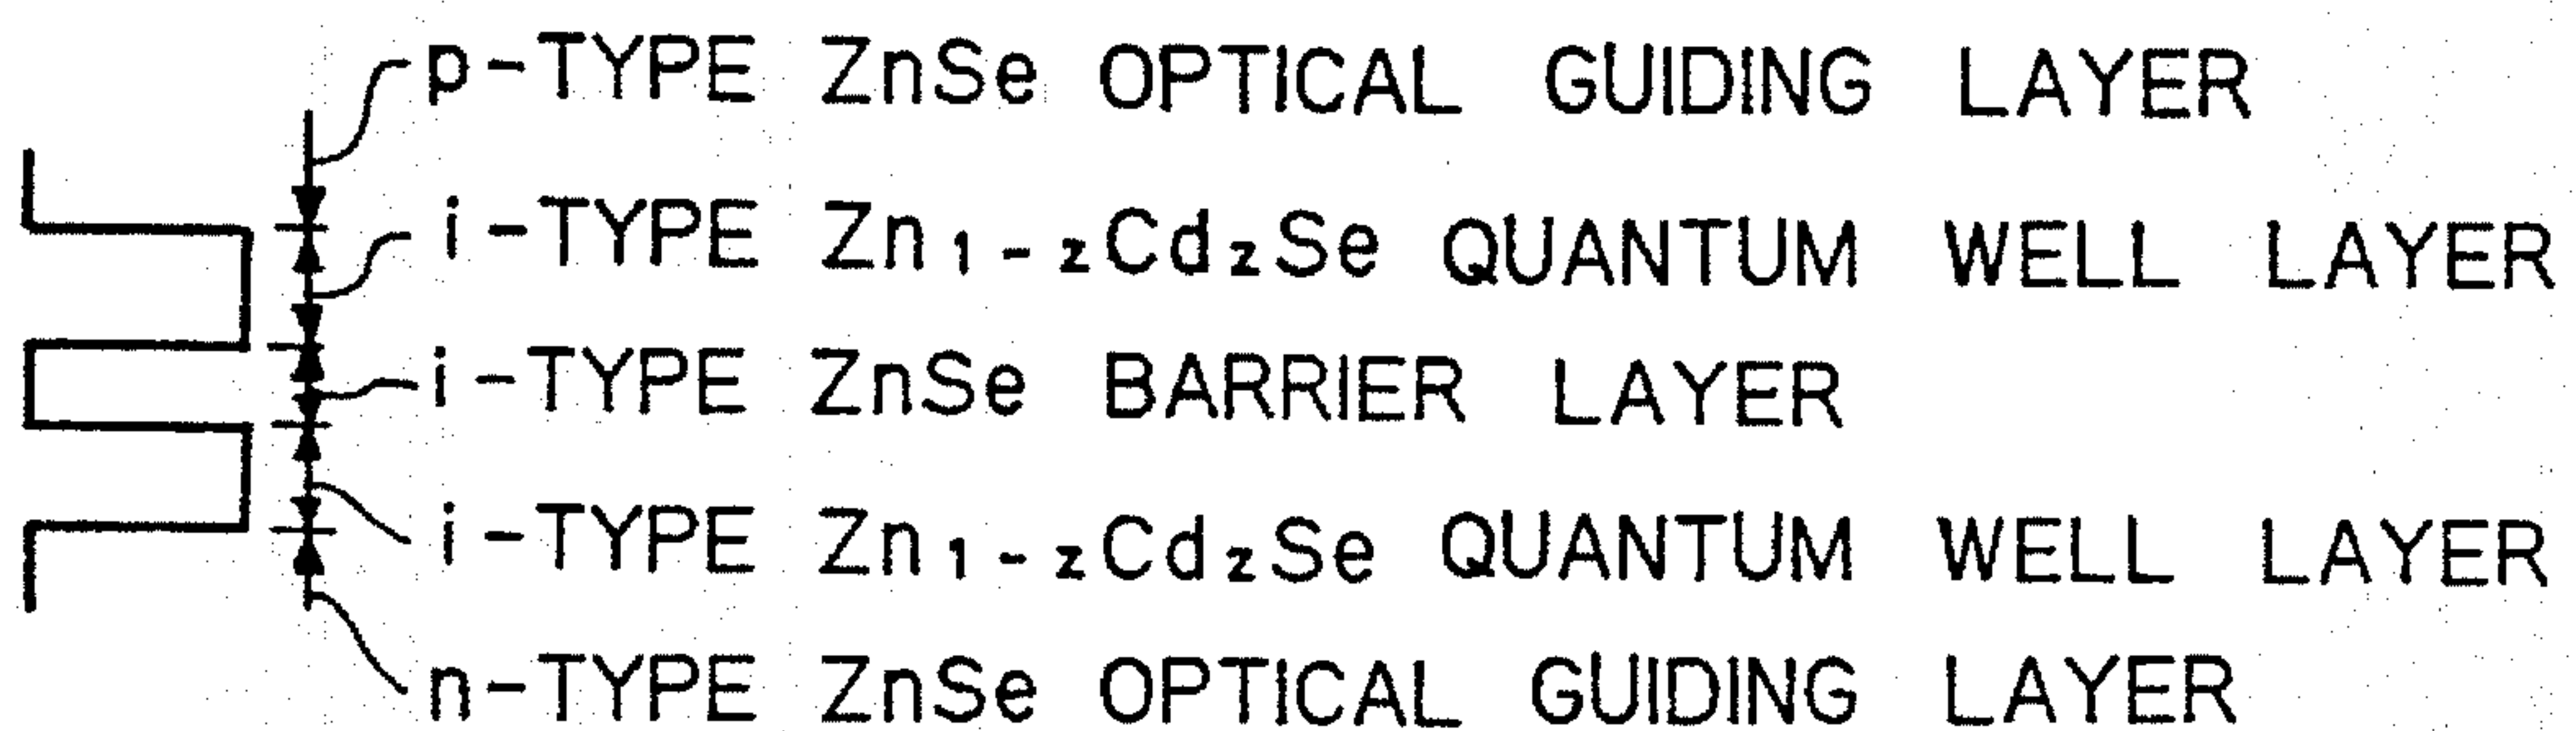 p-TYPE ZnSe OPTICAL GUIDING LAYER
i-TYPE Zn₁₋zCdzSe QUANTUM WELL LAYER
i-TYPE ZnSe BARRIER LAYER
i-TYPE Zn₁₋zCdzSe QUANTUM WELL LAYER
n-TYPE ZnSe OPTICAL GUIDING LAYER